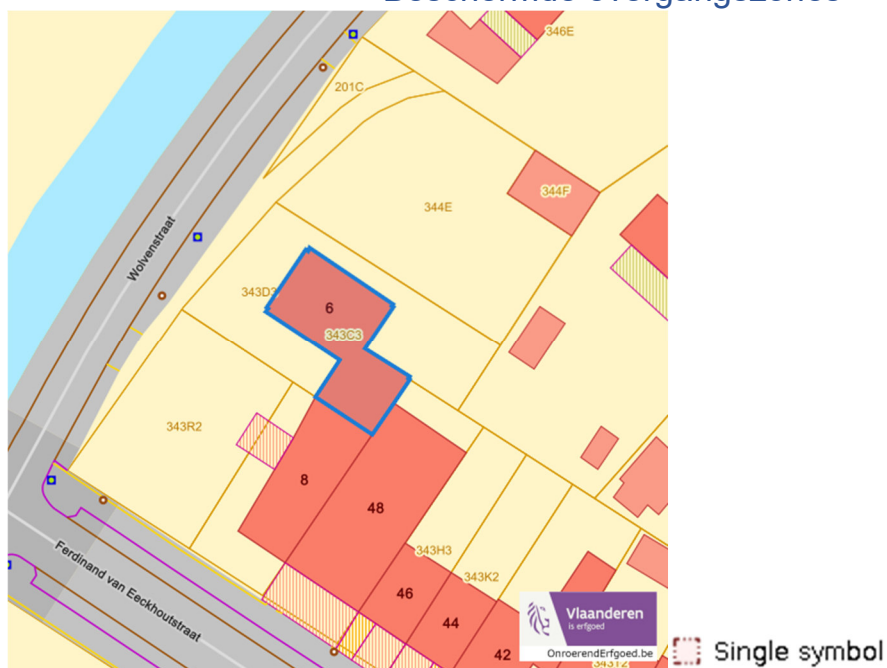 346E
201C
344F
344E
Wolvenstraat
6
343C3
343R2
8
48
343H3
343K2
46
44
42
Ferdinand van Eeckhoutstraat
Vlaanderen
is erfgoed
OnroerendErfgoed.be
Single symbol